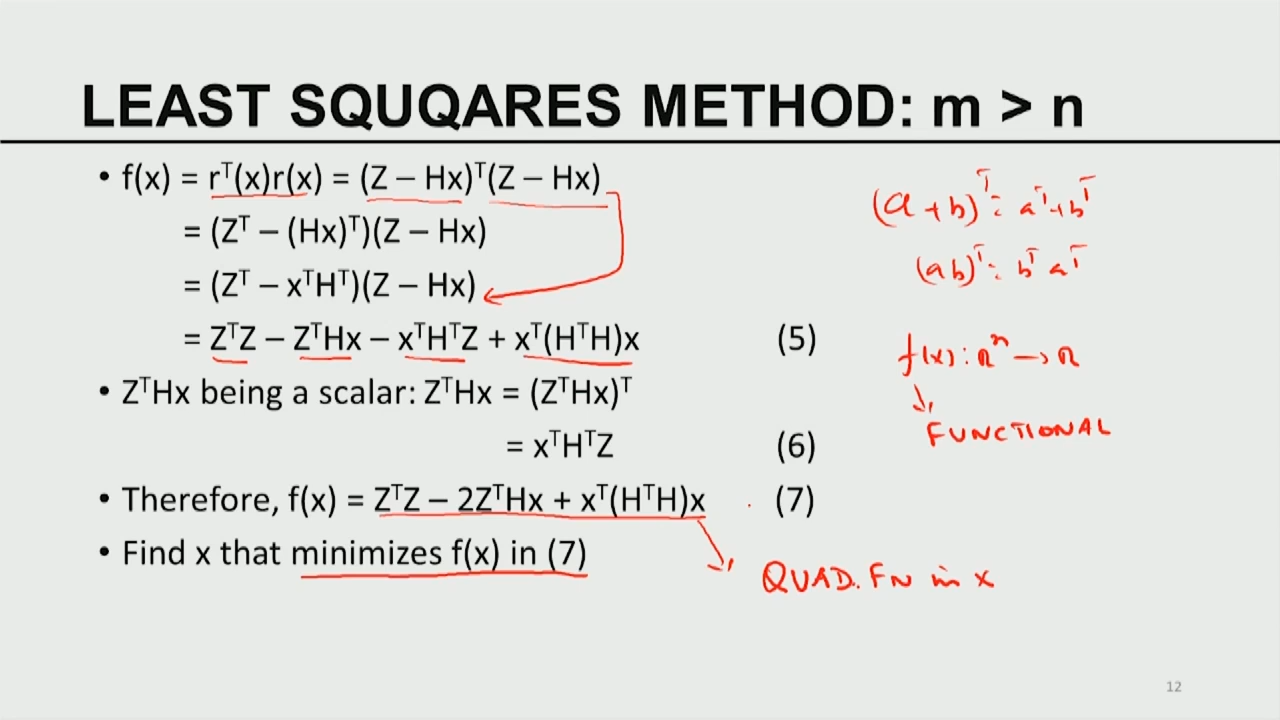 LEAST SQUQARES METHOD: m > n
• f(x) = rᵀ(x)r(x) = (Z – Hx)ᵀ(Z – Hx)
= (Zᵀ – (Hx)ᵀ)(Z – Hx)
= (Zᵀ – xᵀHᵀ)(Z – Hx)
= ZᵀZ – ZᵀHx – xᵀHᵀZ + xᵀ(HᵀH)x (5)
• ZᵀHx being a scalar: ZᵀHx = (ZᵀHx)ᵀ
= xᵀHᵀZ (6)
• Therefore, f(x) = ZᵀZ – 2ZᵀHx + xᵀ(HᵀH)x (7)
• Find x that minimizes f(x) in (7)
(a + b)ᵀ = aᵀ + bᵀ
(ab)ᵀ = bᵀ aᵀ
f(x) : Rⁿ → R
FUNCTIONAL
QUAD. FN in x
12